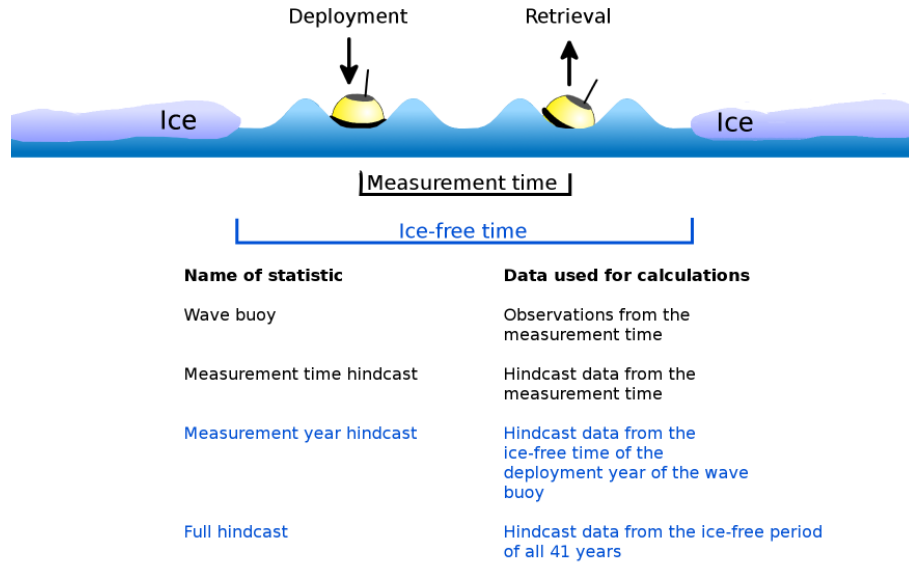 Deployment
Retrieval
Ice
Ice
Measurement time
Ice-free time
Name of statistic
Data used for calculations
Wave buoy
Observations from the
measurement time
Measurement time hindcast
Hindcast data from the
measurement time
Measurement year hindcast
Hindcast data from the
ice-free time of the
deployment year of the wave
buoy
Full hindcast
Hindcast data from the ice-free period
of all 41 years